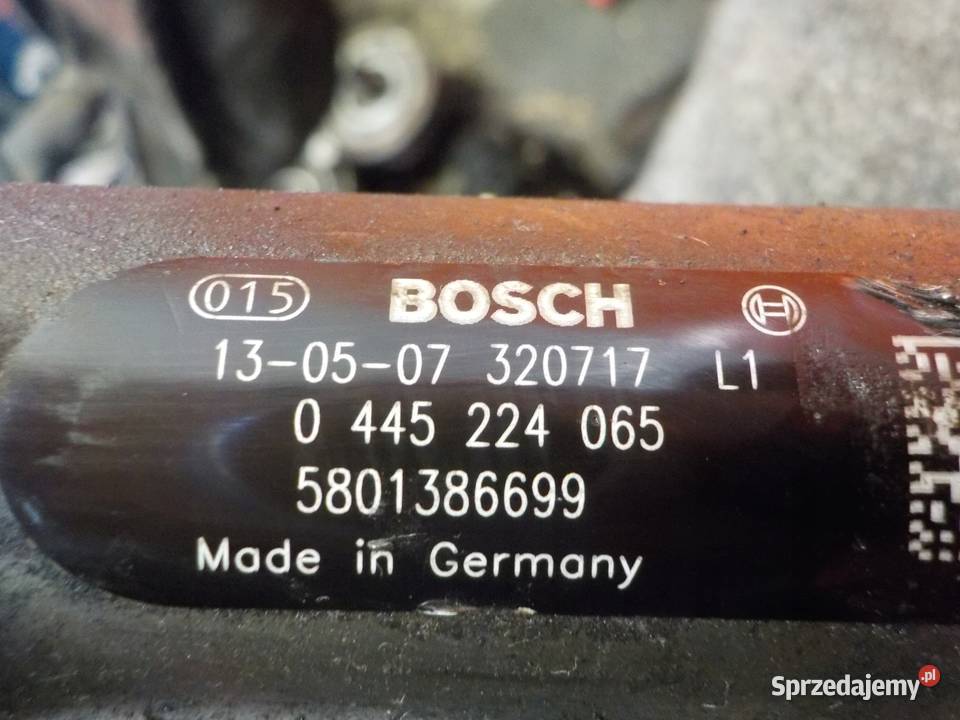 015 BOSCH
13-05-07 320717 L1
0 445 224 065
5801386699
Made in Germany
Sprzedajemy.pl